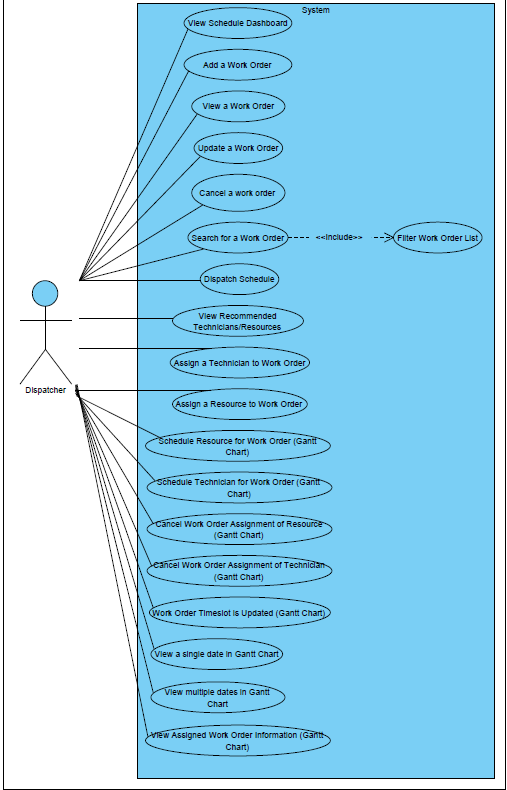 System
View Schedule Dashboard
Add a Work Order
View a Work Order
Update a Work Order
Cancel a work order
Search for a Work Order
<<Include>>
Filter Work Order List
Dispatch Schedule
View Recommended
Technicians/Resources
Assign a Technician to Work Order
Dispatcher
Assign a Resource to Work Order
Schedule Resource for Work Order (Gantt
Chart)
Schedule Technician for Work Order (Gantt
Chart)
Cancel Work Order Assignment of Resource
(Gantt Chart)
Cancel Work Order Assignment of Technician
(Gantt Chart)
Work Order Timeslot is Updated (Gantt Chart)
View a single date in Gantt Chart
View multiple dates in Gantt
Chart
View Assigned Work Order Information (Gantt
Chart)